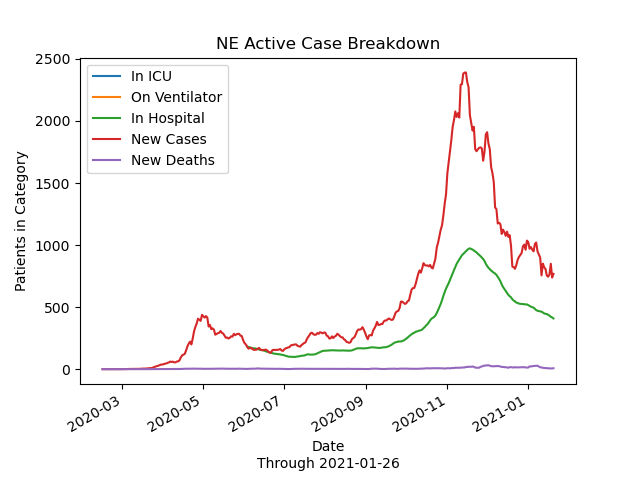 NE Active Case Breakdown
In ICU
On Ventilator
In Hospital
New Cases
New Deaths
Patients in Category
2500
2000
1500
1000
500
0
2020-03
2020-05
2020-07
2020-09
2020-11
2021-01
Date
Through 2021-01-26